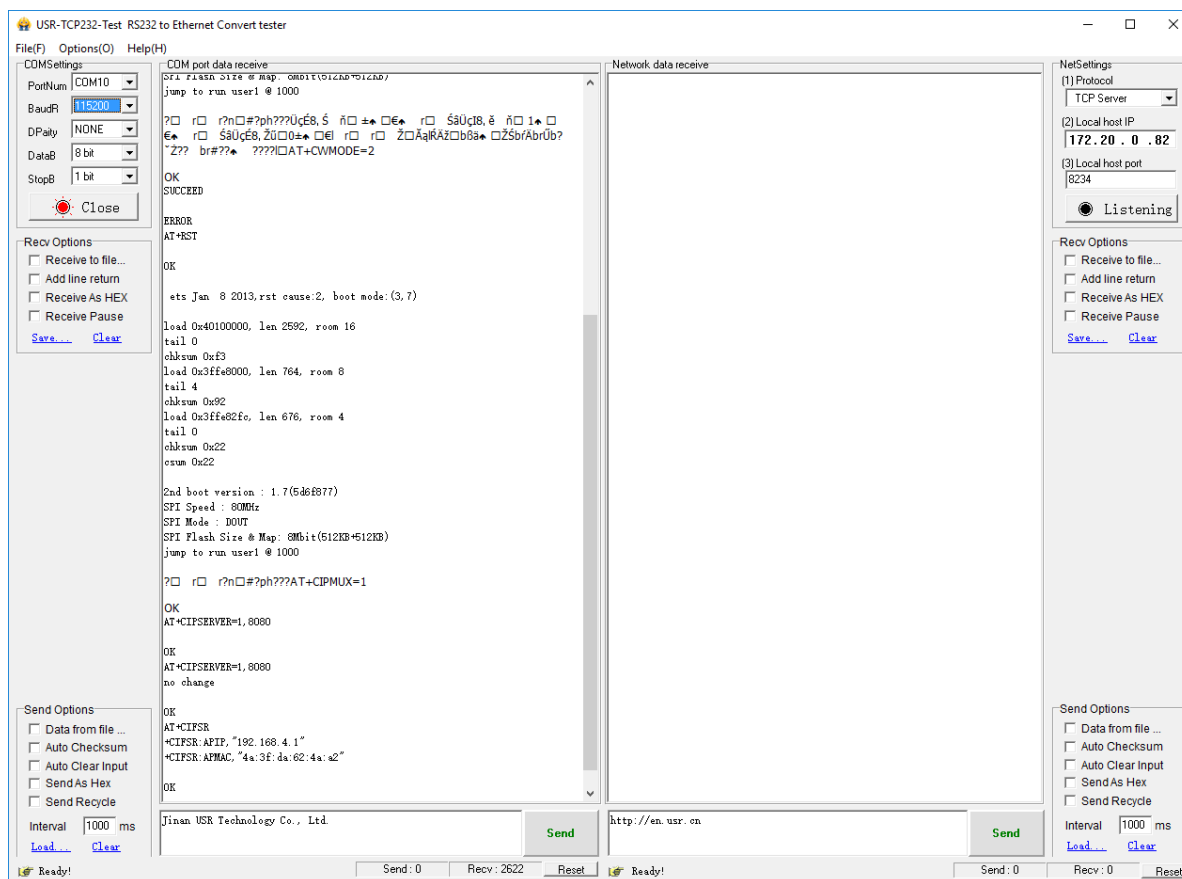 USR-TCP232-Test RS232 to Ethernet Convert tester
File(F) Options(O) Help(H)
COMSettings
PortNum COM10
BaudR 115200
DPaity NONE
DataB 8 bit
StopB 1 bit
Close
Recv Options
Receive to file...
Add line return
Receive As HEX
Receive Pause
Save... Clear
Send Options
Data from file ...
Auto Checksum
Auto Clear Input
Send As Hex
Send Recycle
Interval 1000 ms
Load... Clear
Ready!
COM port data receive
SPI Flash Size & Map: 8Mbit(512KB+512KB)
jump to run user1 @ 1000
AT+CWMODE=2
OK
SUCCEED
ERROR
AT+RST
OK
ets Jan 8 2013,rst cause:2, boot mode:(3,7)
load 0x40100000, len 2592, room 16
tail 0
chksum 0xf3
load 0x3ffe8000, len 764, room 8
tail 4
chksum 0x92
load 0x3ffe82fc, len 676, room 4
tail 0
chksum 0x22
csum 0x22
2nd boot version : 1.7(5d6f877)
SPI Speed : 80MHz
SPI Mode : DOUT
SPI Flash Size & Map: 8Mbit(512KB+512KB)
jump to run user1 @ 1000
?□ r□ r?n□#?ph???AT+CIPMUX=1
OK
AT+CIPSERVER=1,8080
OK
AT+CIPSERVER=1,8080
no change
OK
AT+CIFSR
+CIFSR:APIP,"192.168.4.1"
+CIFSR:APMAC,"4a:3f:da:62:4a:a2"
OK
Jinan USR Technology Co., Ltd.
Send
Send : 0 Recv : 2622 Reset
Network data receive
http://en.usr.cn
Send
Ready!
Send : 0 Recv : 0 Reset
NetSettings
(1) Protocol
TCP Server
(2) Local host IP
172.20 . 0 .82
(3) Local host port
8234
Listening
Recv Options
Receive to file...
Add line return
Receive As HEX
Receive Pause
Save... Clear
Send Options
Data from file ...
Auto Checksum
Auto Clear Input
Send As Hex
Send Recycle
Interval 1000 ms
Load... Clear